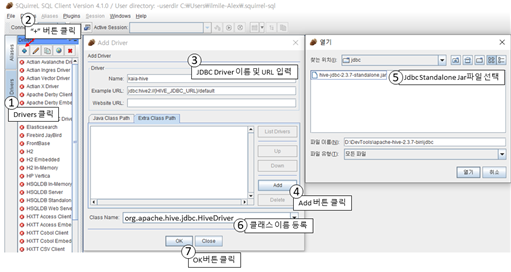 SQuirreL SQL Client Version 4.1.0 / User directory: -userdir C:\Users\Imile-Alex\squirrel-sql
File Drivers Aliases Plugins Session Windows Help
② "+" 버튼 클릭
Active Session:
Aliases
Drivers
① Drivers 클릭
Actian Avalanche Dri
Actian Ingres Driver
Actian Vector Driver
Actian X Driver
Apache Derby Client
Apache Derby Embe
Elasticsearch
Firebird JayBird
FrontBase
H2
H2 Embedded
H2 In-Memory
HP Vertica
HSQLDB In-Memory
HSQLDB Server
HSQLDB Standalone
HSQLDB Web Serve
HXTT Access Client
HXTT Access Embed
HXTT Cobol Client
HXTT Cobol Embed
HXTT CSV Client
Add Driver
Add Driver
③ JDBC Driver 이름 및 URL 입력
Driver
Name: kaia-hive
Example URL: jdbc:hive2://{HIVE_JDBC_URL}/default
Website URL:
Java Class Path Extra Class Path
List Drivers
Up
Down
Add
④ Add 버튼 클릭
Delete
Class Name: org.apache.hive.jdbc.HiveDriver
⑥ 클래스 이름 등록
OK Close
⑦ OK버튼 클릭
열기
찾는 위치(I): jdbc
hive-jdbc-2.3.7-standalone.jar
⑤ Jdbc Standalone.Jar파일 선택
파일 이름(N): D:\DevTools\apache-hive-2.3.7-bin\jdbc
파일 유형(T): 모든 파일
열기 취소